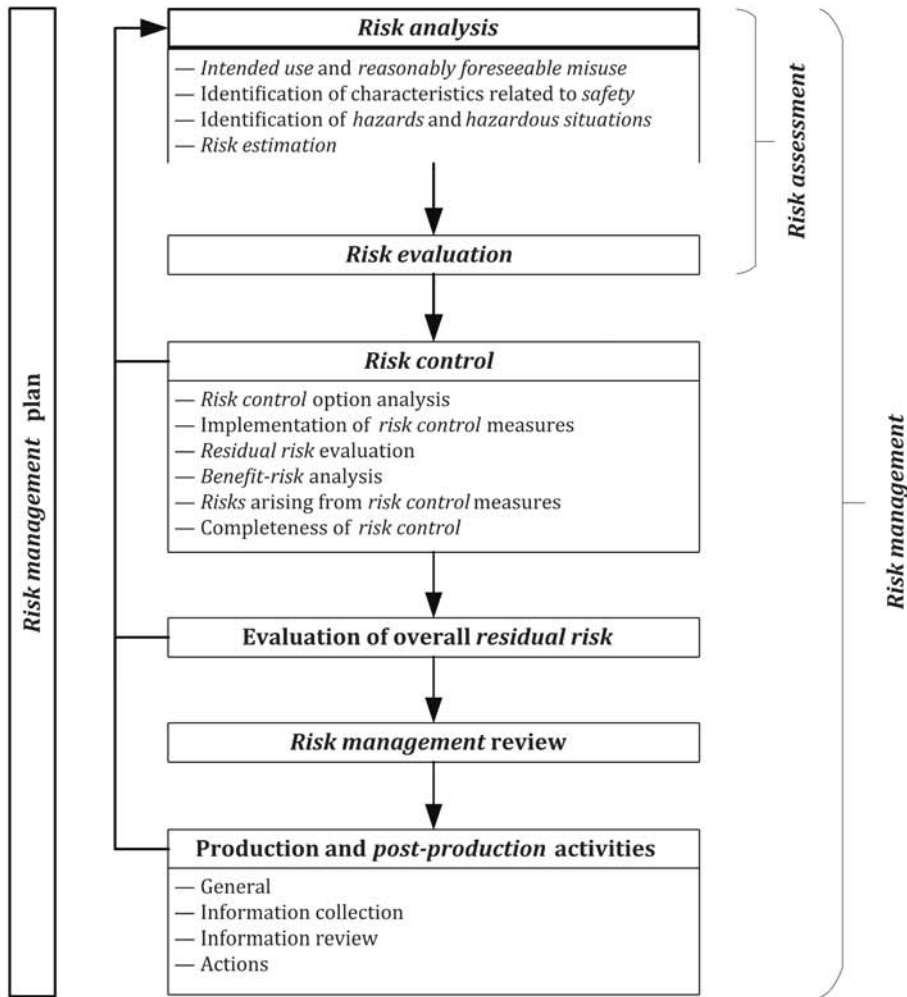 Risk analysis
— Intended use and reasonably foreseeable misuse
— Identification of characteristics related to safety
— Identification of hazards and hazardous situations
— Risk estimation
Risk evaluation
Risk control
— Risk control option analysis
— Implementation of risk control measures
— Residual risk evaluation
— Benefit-risk analysis
— Risks arising from risk control measures
— Completeness of risk control
Evaluation of overall residual risk
Risk management review
Production and post-production activities
— General
— Information collection
— Information review
— Actions
Risk management plan
Risk assessment
Risk management